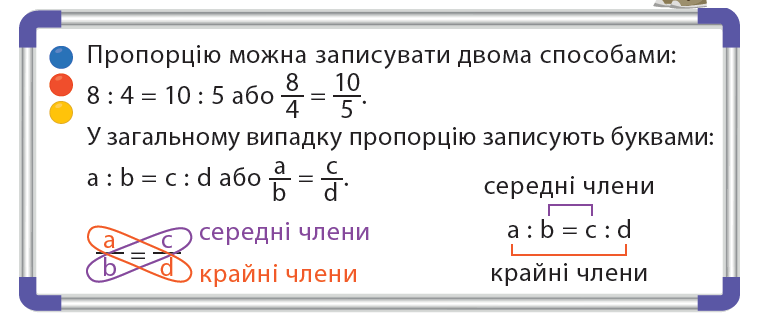 Пропорцію можна записувати двома способами:
8 : 4 = 10 : 5 або 8/4 = 10/5.
У загальному випадку пропорцію записують буквами:
a : b = c : d або a/b = c/d.
a/b = c/d
середні члени
крайні члени
середні члени
a : b = c : d
крайні члени